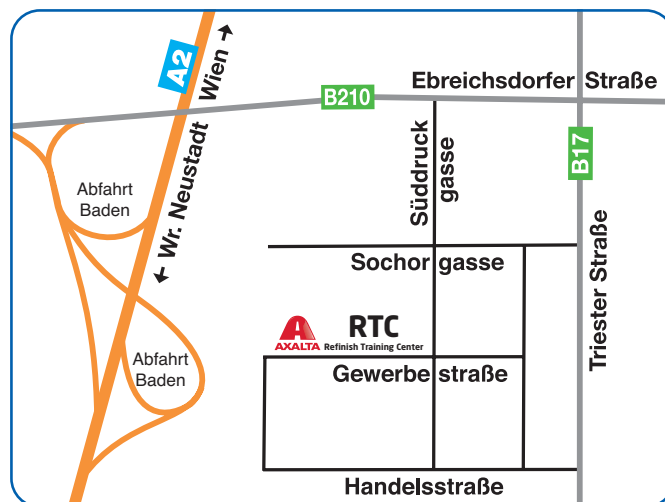 A2
Wien →
← Wr. Neustadt
Ebreichsdorfer Straße
B210
B17
Süddruck
gasse
Abfahrt
Baden
Sochor gasse
Triester Straße
AXALTA
RTC
Refinish Training Center
Abfahrt
Baden
Gewerbe straße
Handelsstraße